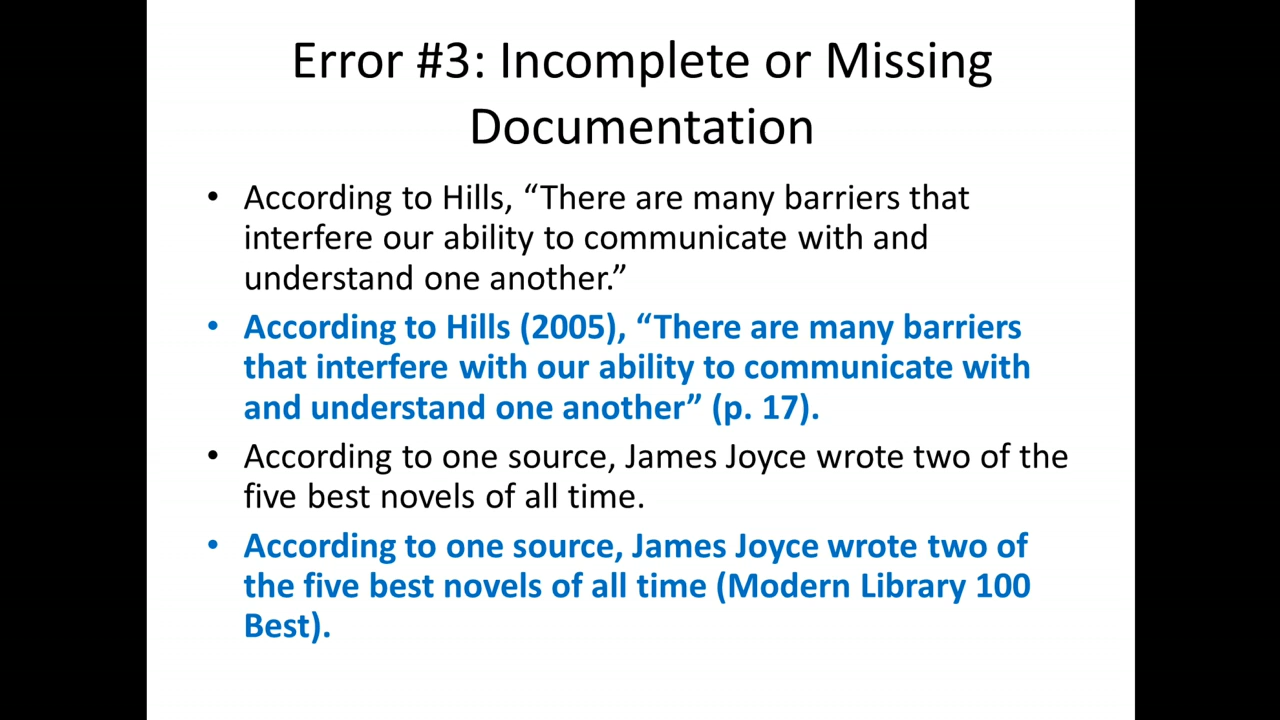 Error #3: Incomplete or Missing
Documentation
• According to Hills, “There are many barriers that
interfere our ability to communicate with and
understand one another.”
• According to Hills (2005), “There are many barriers
that interfere with our ability to communicate with
and understand one another” (p. 17).
• According to one source, James Joyce wrote two of the
five best novels of all time.
• According to one source, James Joyce wrote two of
the five best novels of all time (Modern Library 100
Best).